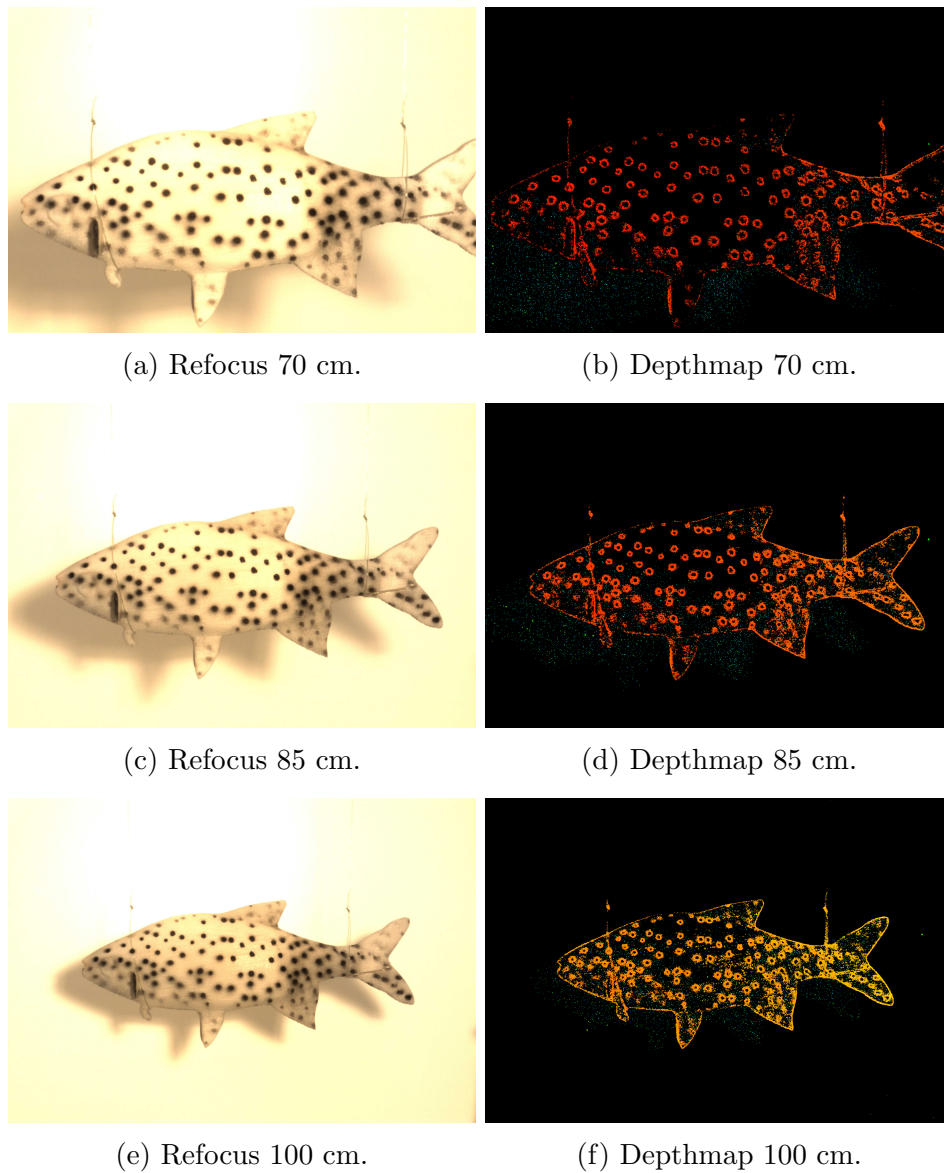 (a) Refocus 70 cm.
(b) Depthmap 70 cm.
(c) Refocus 85 cm.
(d) Depthmap 85 cm.
(e) Refocus 100 cm.
(f) Depthmap 100 cm.